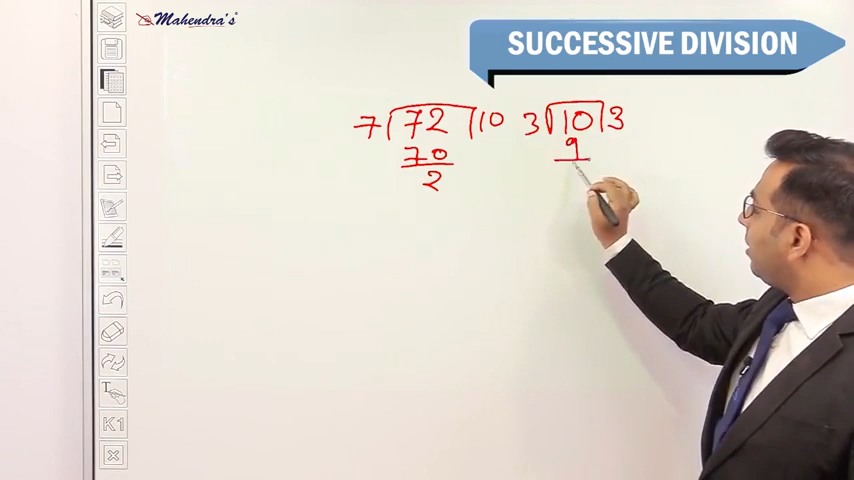 Mahendra's
SUCCESSIVE DIVISION
7 72 10 3 10 3
70 9
2
T
K1